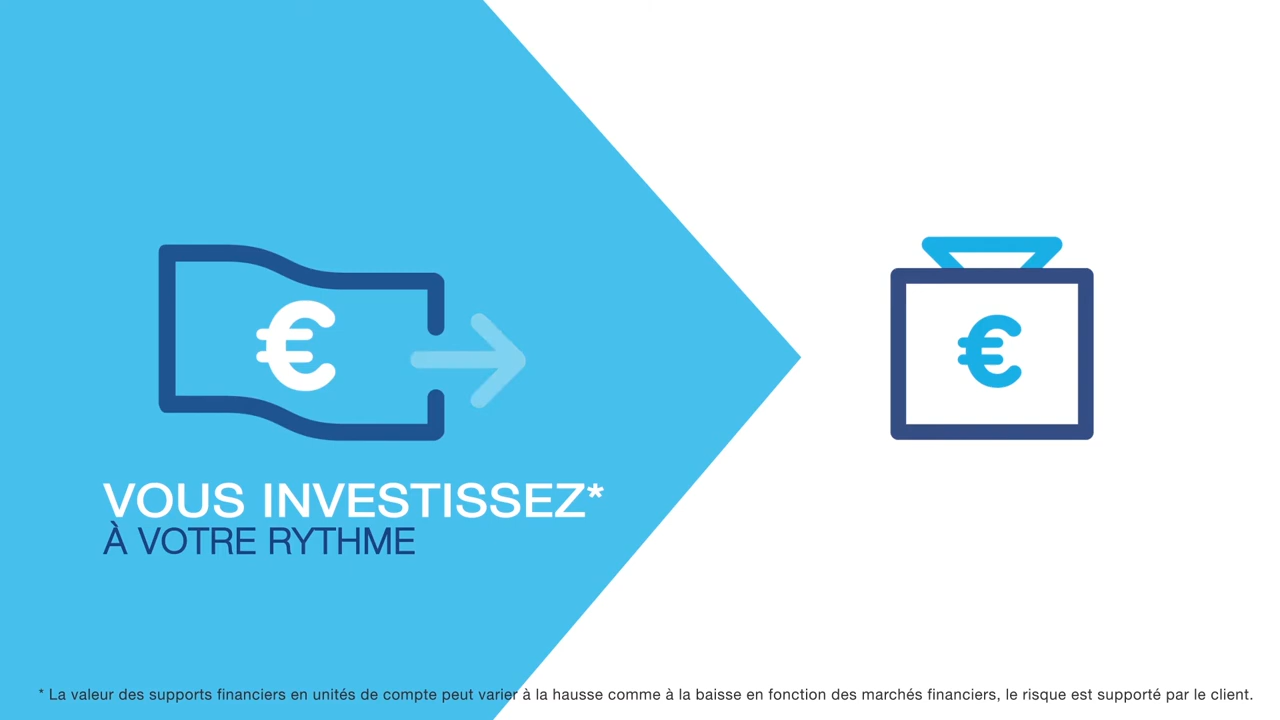 €
€
VOUS INVESTISSEZ*
À VOTRE RYTHME
* La valeur des supports financiers en unités de compte peut varier à la hausse comme à la baisse en fonction des marchés financiers, le risque est supporté par le client.